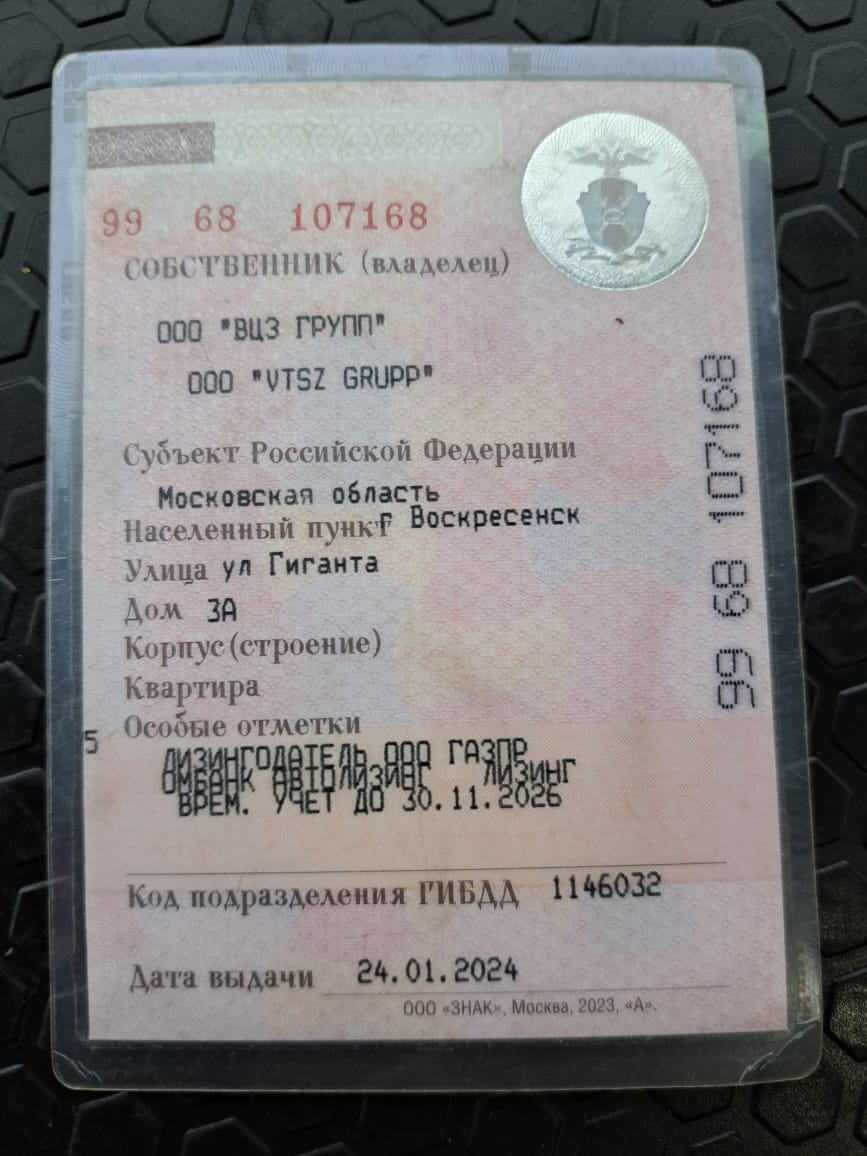 99 68 107168
СОБСТВЕННИК (владелец)
ООО "ВЦЗ ГРУПП"
ООО "VTSZ GRUPP"
Субъект Российской Федерации
Московская область
Населенный пункт г Воскресенск
Улица ул Гиганта
Дом 3А
Корпус (строение)
Квартира
Особые отметки
5
ЛИЗИНГОДАТЕЛЬ ООО ГАЗПР
ОМБАНК АВТОЛИЗИНГ ЛИЗИНГ
ВРЕМ. УЧЕТ ДО 30.11.2026
Код подразделения ГИБДД 1146032
Дата выдачи 24.01.2024
ООО «ЗНАК», Москва, 2023, «А».
99 68 107168